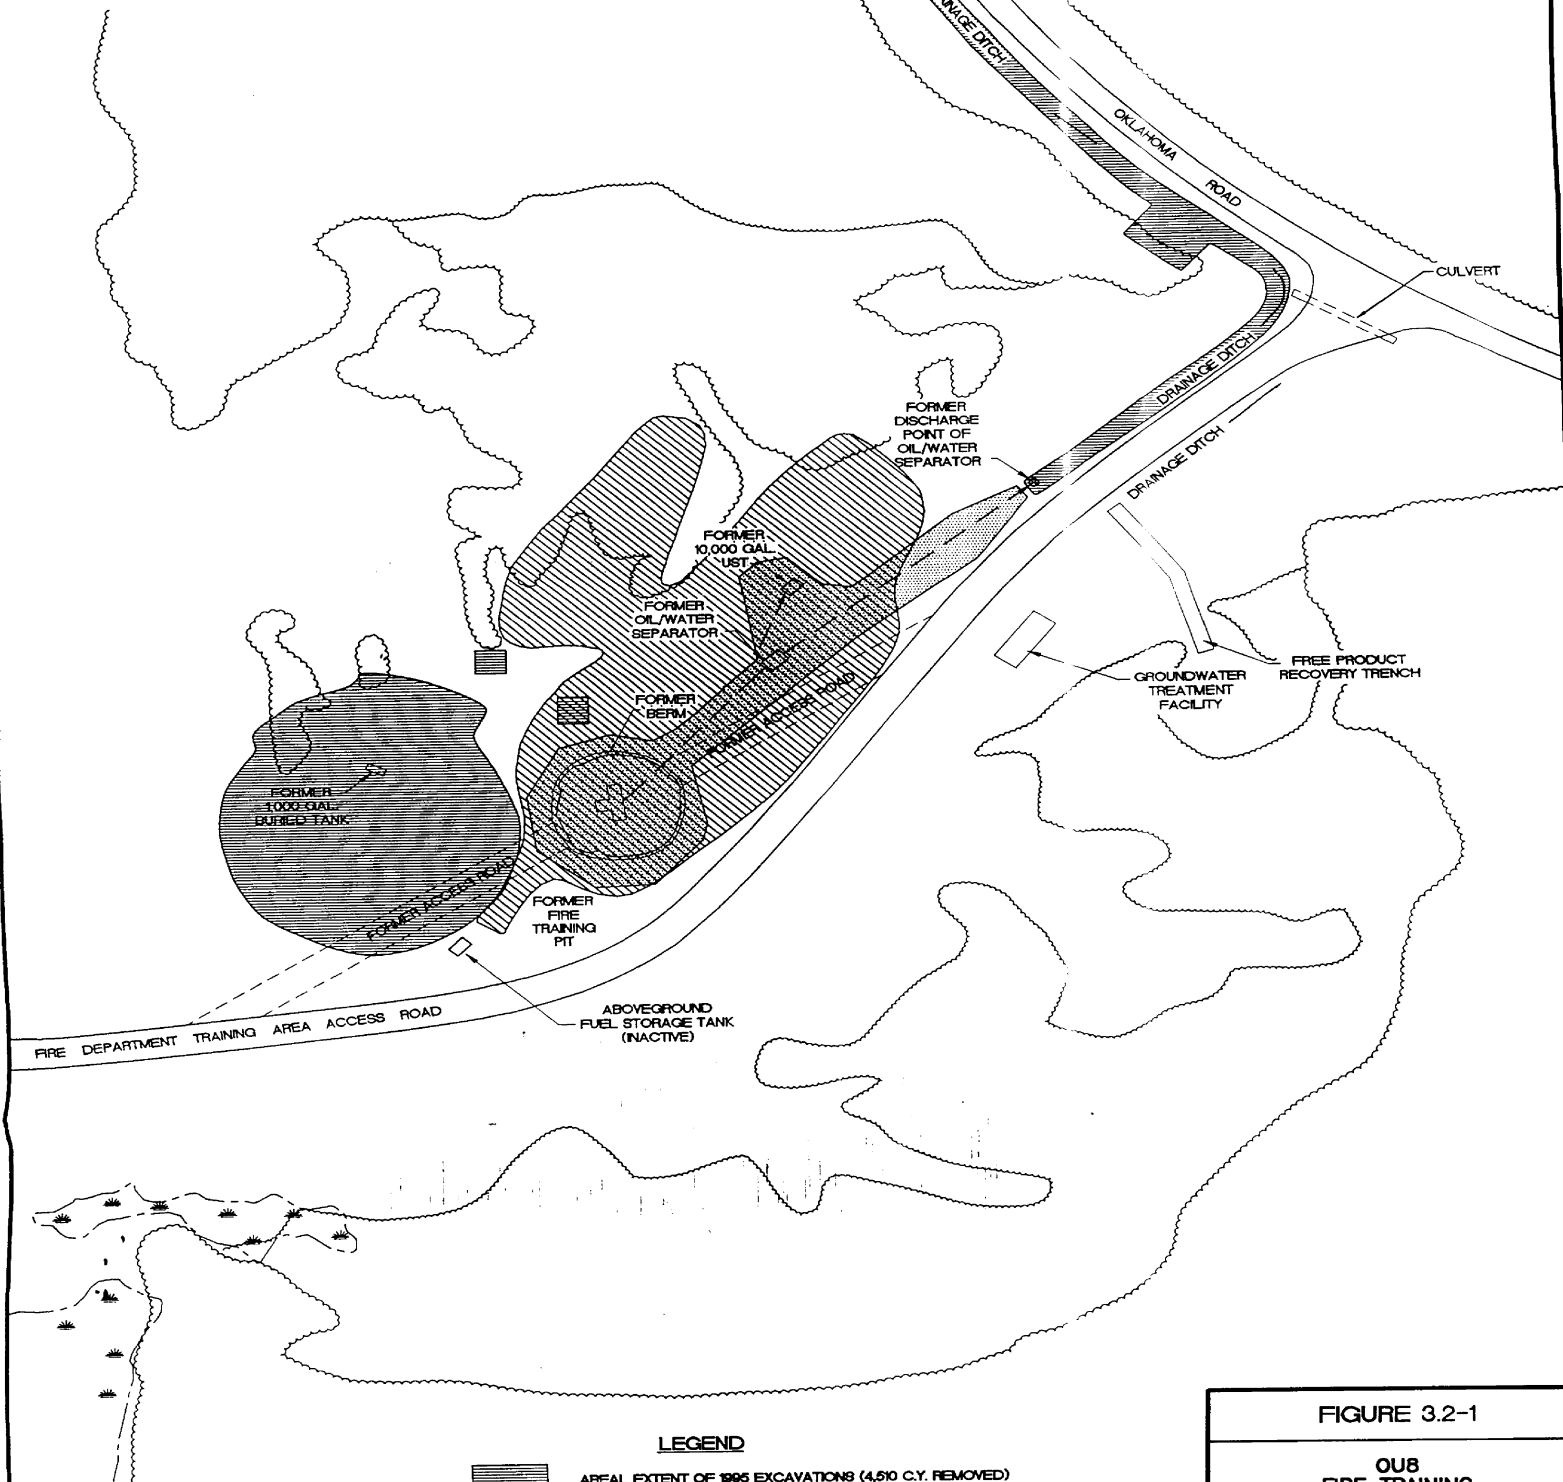 DRAINAGE DITCH
OKLAHOMA
ROAD
CULVERT
DRAINAGE DITCH
FORMER
DISCHARGE
POINT OF
OIL/WATER
SEPARATOR
DRAINAGE DITCH
FORMER
10,000 GAL.
UST
FORMER
OIL/WATER
SEPARATOR
FREE PRODUCT
RECOVERY TRENCH
GROUNDWATER
TREATMENT
FACILITY
FORMER
BERM
FORMER ACCESS ROAD
FORMER
1000 GAL.
BURIED TANK
FORMER ACCESS ROAD
FORMER
FIRE
TRAINING
PIT
ABOVEGROUND
FUEL STORAGE TANK
(INACTIVE)
FIRE DEPARTMENT TRAINING AREA ACCESS ROAD
LEGEND
AREAL EXTENT OF 1995 EXCAVATIONS (4,510 C.Y. REMOVED)
FIGURE 3.2-1
OU8
FIRE TRAINING